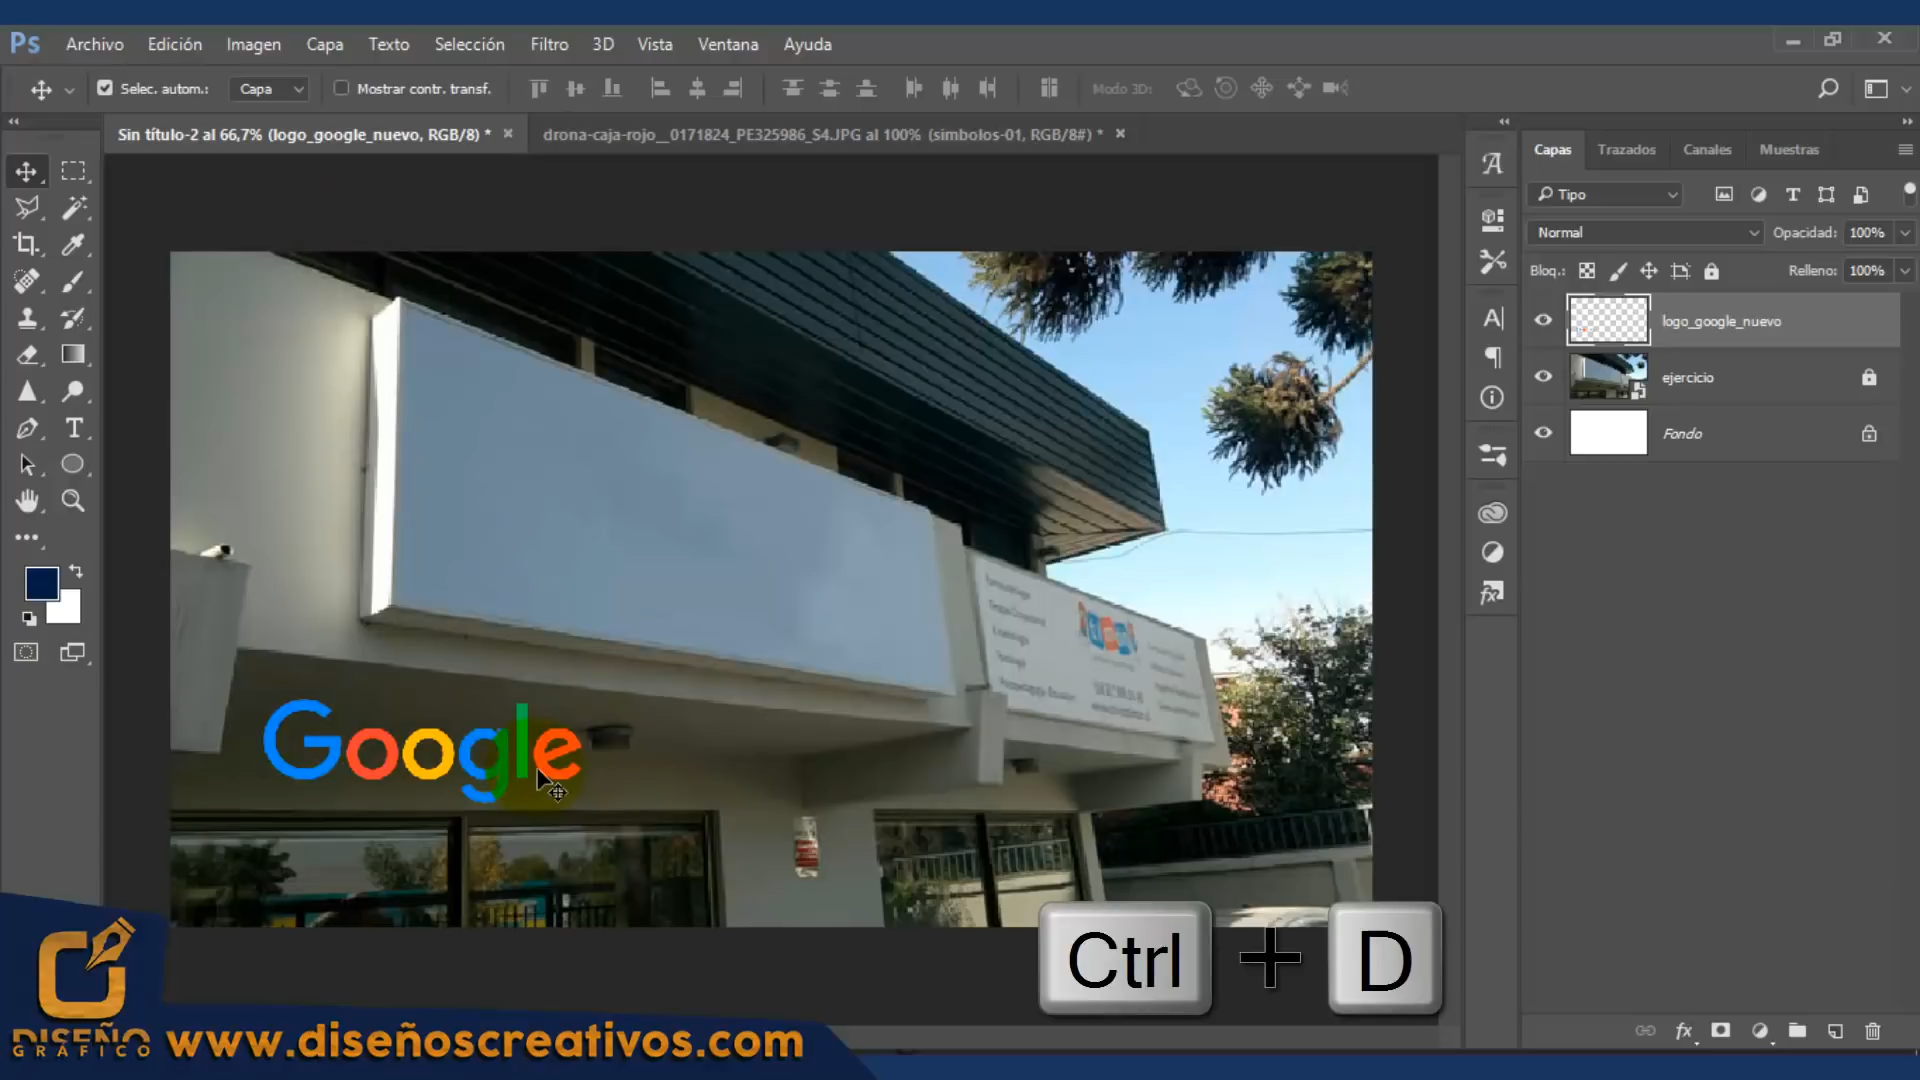 Ps Archivo Edición Imagen Capa Texto Selección Filtro 3D Vista Ventana Ayuda
Selec. autom.: Capa Mostrar contr. transf. Modo 3D:
Sin título-2 al 66,7% (logo_google_nuevo, RGB/8) * drona-caja-rojo__0171824_PE325986_S4.JPG al 100% (simbolos-01, RGB/8#) *
Capas Trazados Canales Muestras
Tipo
Normal Opacidad: 100%
Bloq.: Relleno: 100%
logo_google_nuevo
ejercicio
Fondo
Google
Ctrl + D
DISEÑO
GRÁFICO
www.diseñoscreativos.com